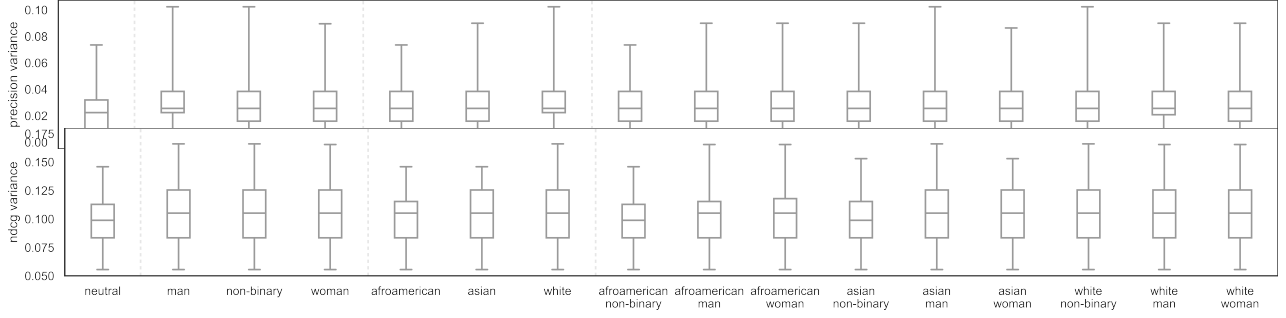 precision variance
0.10
0.08
0.06
0.04
0.02
0.00
ndcg variance
0.175
0.150
0.125
0.100
0.075
0.050
neutral
man
non-binary
woman
afroamerican
asian
white
afroamerican
non-binary
afroamerican
man
afroamerican
woman
asian
non-binary
asian
man
asian
woman
white
non-binary
white
man
white
woman